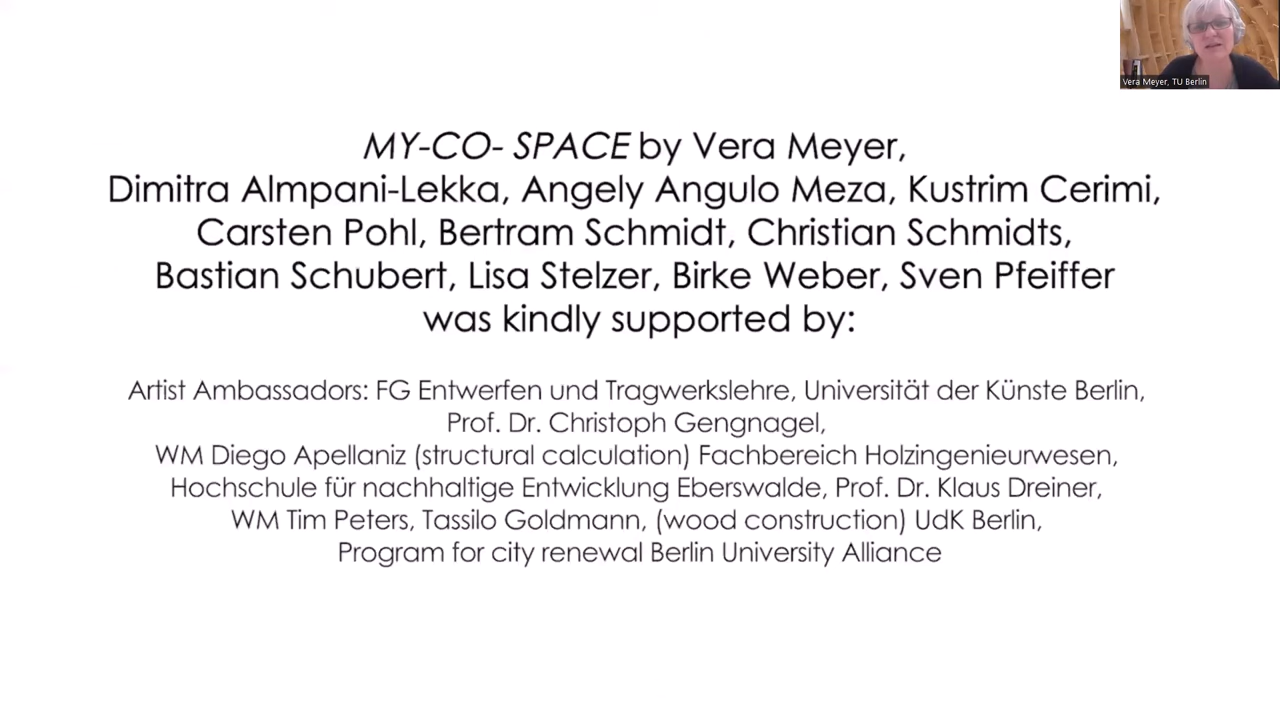 Vera Meyer, TU Berlin
MY-CO- SPACE by Vera Meyer,
Dimitra Almpani-Lekka, Angely Angulo Meza, Kustrim Cerimi,
Carsten Pohl, Bertram Schmidt, Christian Schmidts,
Bastian Schubert, Lisa Stelzer, Birke Weber, Sven Pfeiffer
was kindly supported by:
Artist Ambassadors: FG Entwerfen und Tragwerkslehre, Universität der Künste Berlin,
Prof. Dr. Christoph Gengnagel,
WM Diego Apellaniz (structural calculation) Fachbereich Holzingenieurwesen,
Hochschule für nachhaltige Entwicklung Eberswalde, Prof. Dr. Klaus Dreiner,
WM Tim Peters, Tassilo Goldmann, (wood construction) UdK Berlin,
Program for city renewal Berlin University Alliance